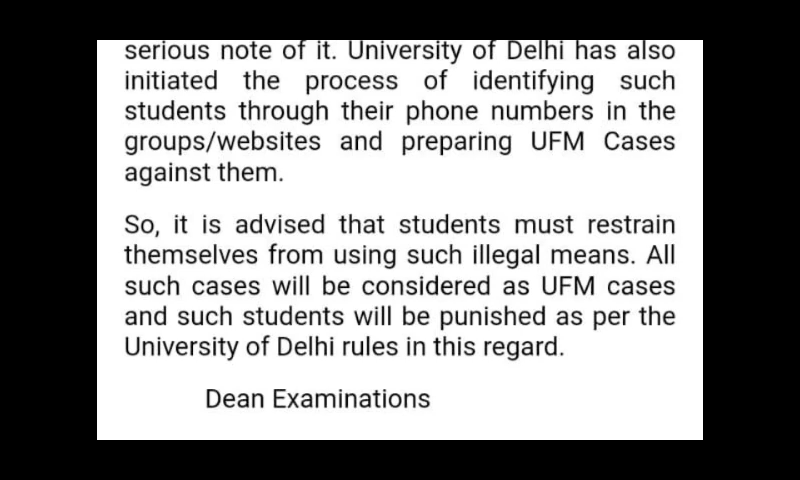 serious note of it. University of Delhi has also
initiated the process of identifying such
students through their phone numbers in the
groups/websites and preparing UFM Cases
against them.
So, it is advised that students must restrain
themselves from using such illegal means. All
such cases will be considered as UFM cases
and such students will be punished as per the
University of Delhi rules in this regard.
Dean Examinations